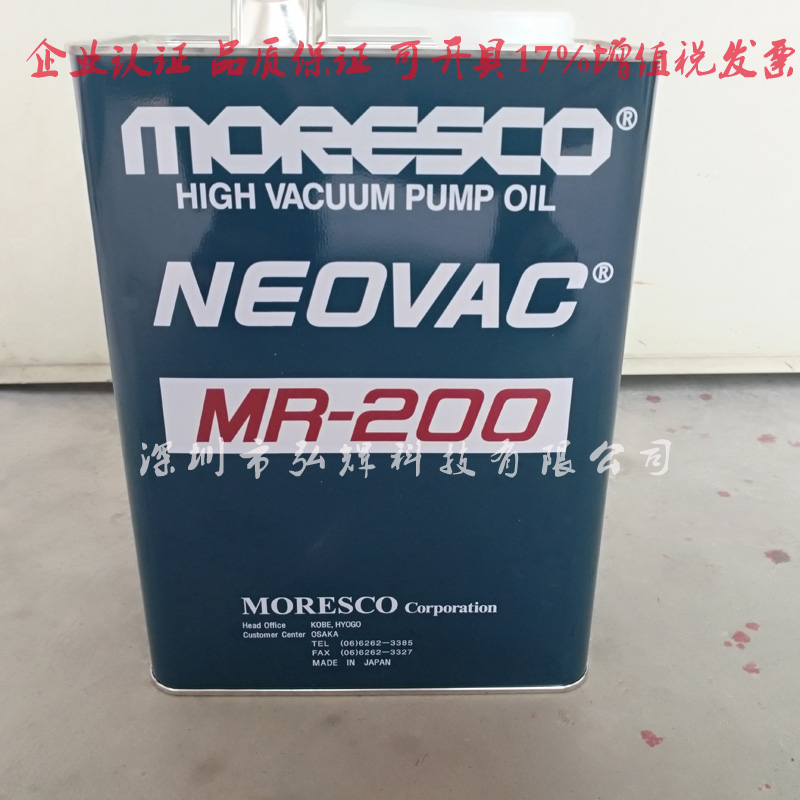 企业认证 品质保证 可开具17%增值税发票
MORESCO®
HIGH VACUUM PUMP OIL
NEOVAC®
MR-200
深圳市弘焊科技有限公司
MORESCO Corporation
Head Office KOBE, HYOGO
Customer Center OSAKA
TEL (06)6262-3385
FAX (06)6262-3327
MADE IN JAPAN